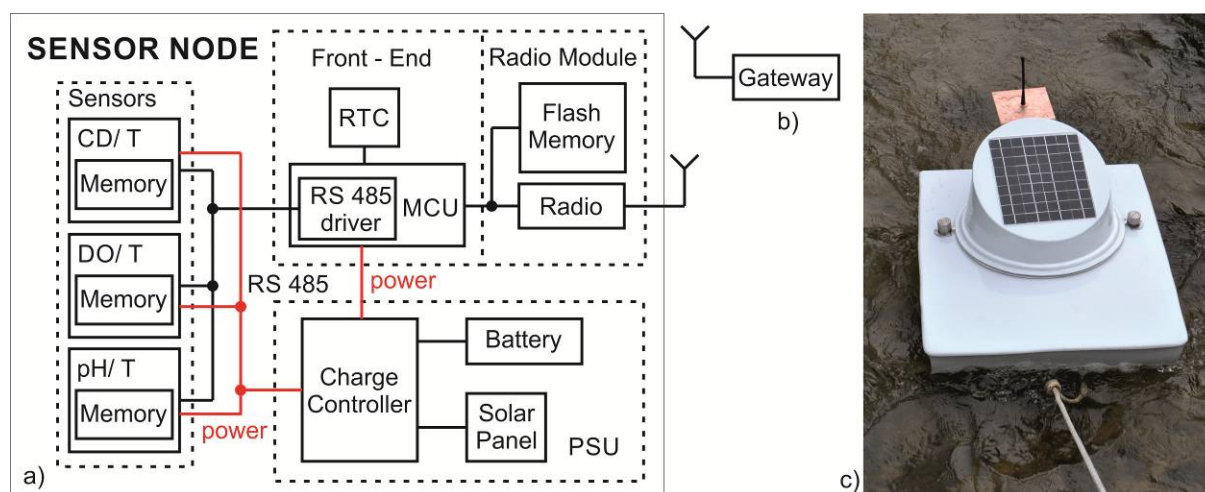 SENSOR NODE
Sensors
CD/ T
Memory
DO/ T
Memory
pH/ T
Memory
power
RS 485
Front - End
RTC
RS 485
driver
MCU
power
Radio Module
Flash
Memory
Radio
Gateway
b)
Charge
Controller
Battery
Solar
Panel
PSU
a)
c)